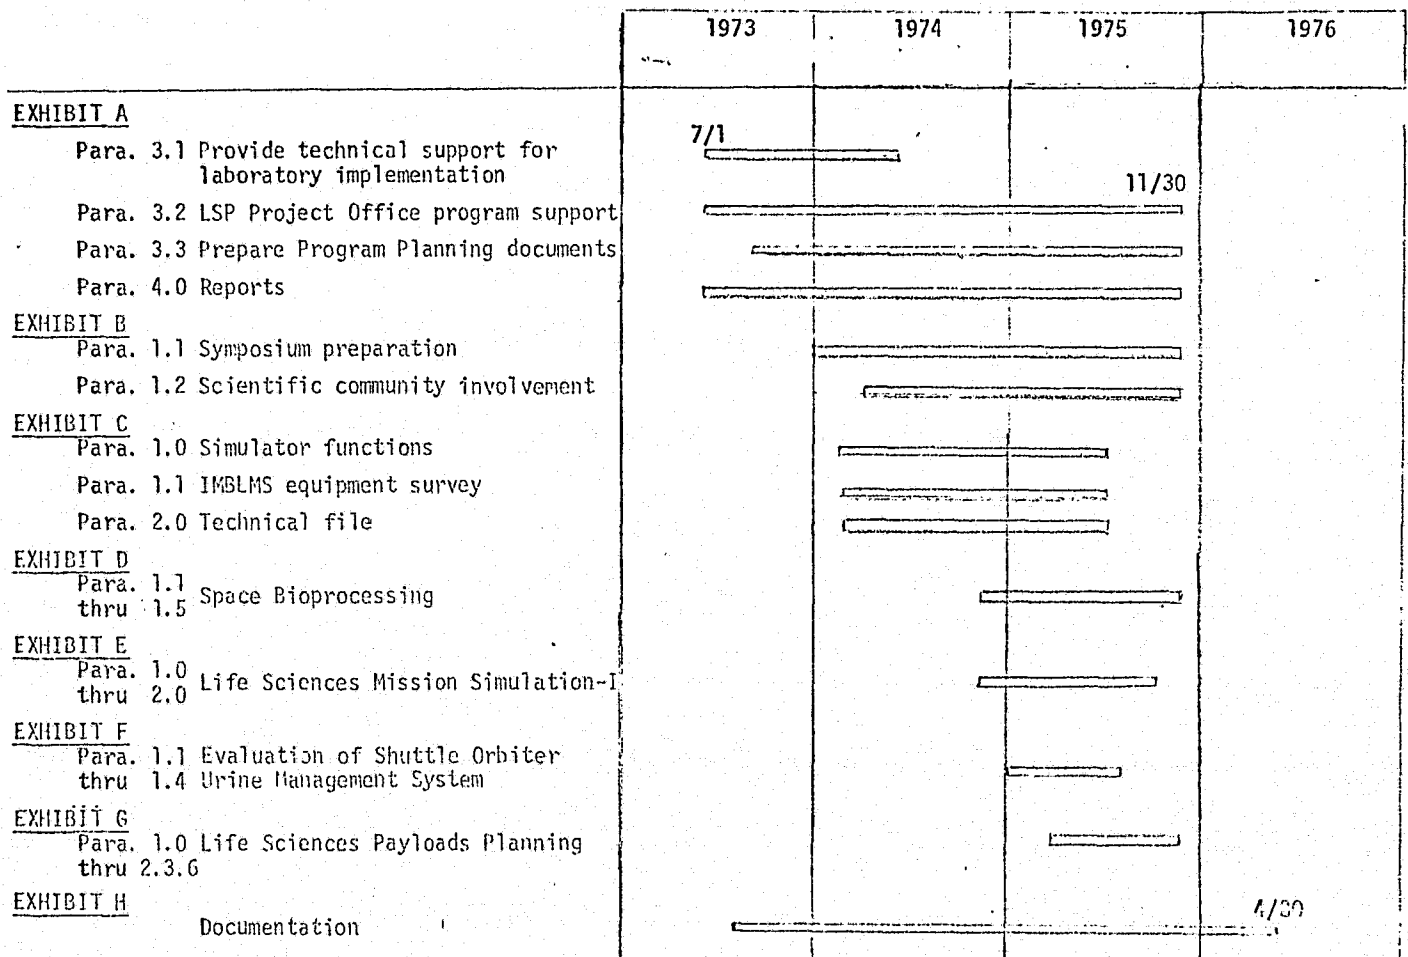 1973 1974 1975 1976
EXHIBIT A
7/1
Para. 3.1 Provide technical support for
laboratory implementation
11/30
Para. 3.2 LSP Project Office program support
Para. 3.3 Prepare Program Planning documents
Para. 4.0 Reports
EXHIBIT B
Para. 1.1 Symposium preparation
Para. 1.2 Scientific community involvement
EXHIBIT C
Para. 1.0 Simulator functions
Para. 1.1 IMBLMS equipment survey
Para. 2.0 Technical file
EXHIBIT D
Para. 1.1
thru 1.5 Space Bioprocessing
EXHIBIT E
Para. 1.0
thru 2.0 Life Sciences Mission Simulation-I
EXHIBIT F
Para. 1.1 Evaluation of Shuttle Orbiter
thru 1.4 Urine Management System
EXHIBIT G
Para. 1.0 Life Sciences Payloads Planning
thru 2.3.6
EXHIBIT H
4/30
Documentation